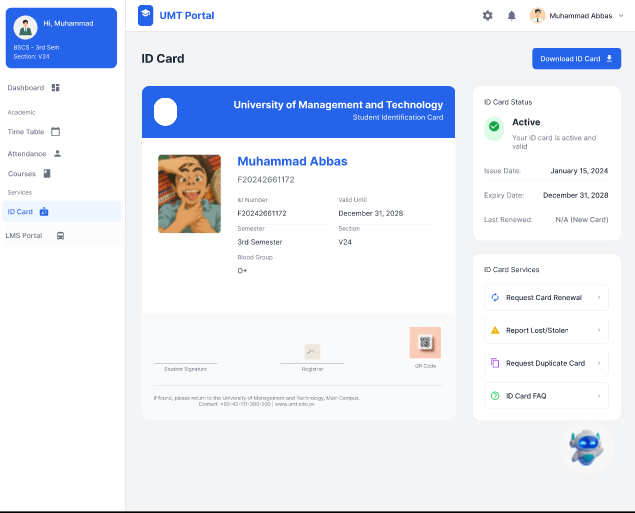 Hi, Muhammad
BSCS - 3rd Sem
Section: V24
Dashboard
Academic
Time Table
Attendance
Courses
Services
ID Card
LMS Portal
UMT Portal
Muhammad Abbas
ID Card
Download ID Card
University of Management and Technology
Student Identification Card
Muhammad Abbas
F20242661172
ID Number
Valid Until
F20242661172
December 31, 2028
Semester
Section
3rd Semester
V24
Blood Group
O+
Student Signature
Registrar
QR Code
If found, please return to the University of Management and Technology, Main Campus.
Contact: +92-42-111-300-200 | www.umt.edu.pk
ID Card Status
Active
Your ID card is active and
valid
Issue Date:
January 15, 2024
Expiry Date:
December 31, 2028
Last Renewed:
N/A (New Card)
ID Card Services
Request Card Renewal
Report Lost/Stolen
Request Duplicate Card
ID Card FAQ